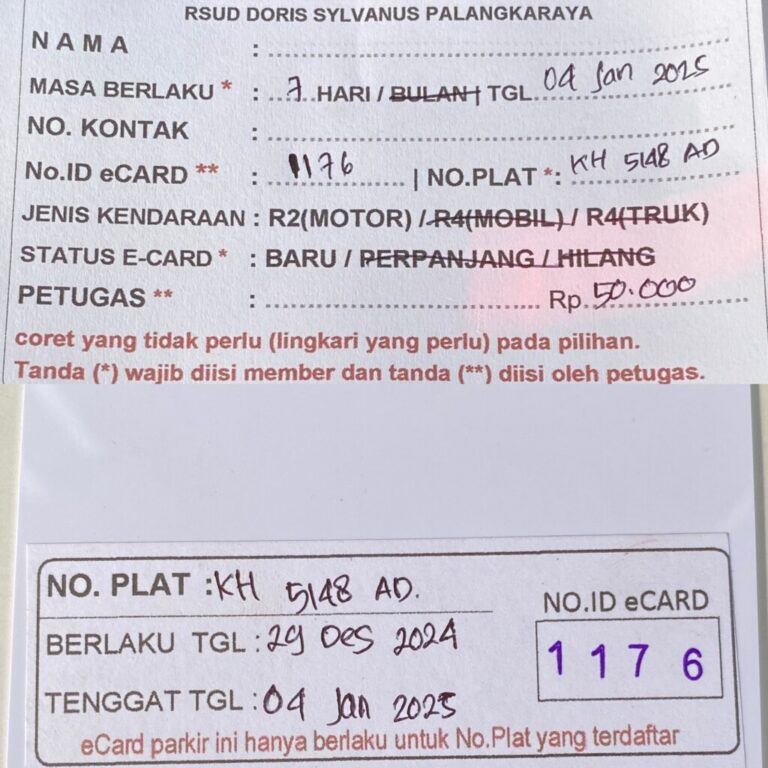 RSUD DORIS SYLVANUS PALANGKARAYA
NAMA :
MASA BERLAKU * : 7 HARI / BULAN | TGL 04 Jan 2025
NO. KONTAK :
No.ID eCARD ** : 1176 | NO.PLAT *: KH 5148 AD
JENIS KENDARAAN : R2(MOTOR) / R4(MOBIL) / R4(TRUK)
STATUS E-CARD * : BARU / PERPANJANG / HILANG
PETUGAS ** : Rp. 50.000
coret yang tidak perlu (lingkari yang perlu) pada pilihan.
Tanda (*) wajib diisi member dan tanda (**) diisi oleh petugas.
NO. PLAT : KH 5148 AD.
BERLAKU TGL : 29 Des 2024
TENGGAT TGL : 04 Jan 2025
NO.ID eCARD
1176
eCard parkir ini hanya berlaku untuk No.Plat yang terdaftar